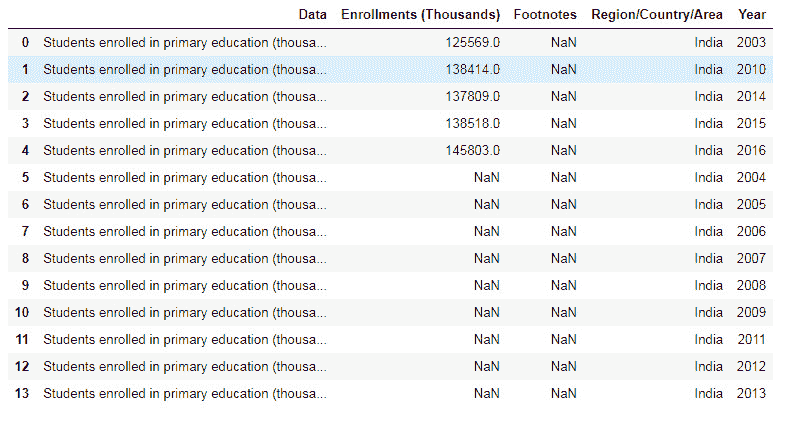 Data Enrollments (Thousands) Footnotes Region/Country/Area Year
0 Students enrolled in primary education (thousa... 125569.0 NaN India 2003
1 Students enrolled in primary education (thousa... 138414.0 NaN India 2010
2 Students enrolled in primary education (thousa... 137809.0 NaN India 2014
3 Students enrolled in primary education (thousa... 138518.0 NaN India 2015
4 Students enrolled in primary education (thousa... 145803.0 NaN India 2016
5 Students enrolled in primary education (thousa... NaN NaN India 2004
6 Students enrolled in primary education (thousa... NaN NaN India 2005
7 Students enrolled in primary education (thousa... NaN NaN India 2006
8 Students enrolled in primary education (thousa... NaN NaN India 2007
9 Students enrolled in primary education (thousa... NaN NaN India 2008
10 Students enrolled in primary education (thousa... NaN NaN India 2009
11 Students enrolled in primary education (thousa... NaN NaN India 2011
12 Students enrolled in primary education (thousa... NaN NaN India 2012
13 Students enrolled in primary education (thousa... NaN NaN India 2013